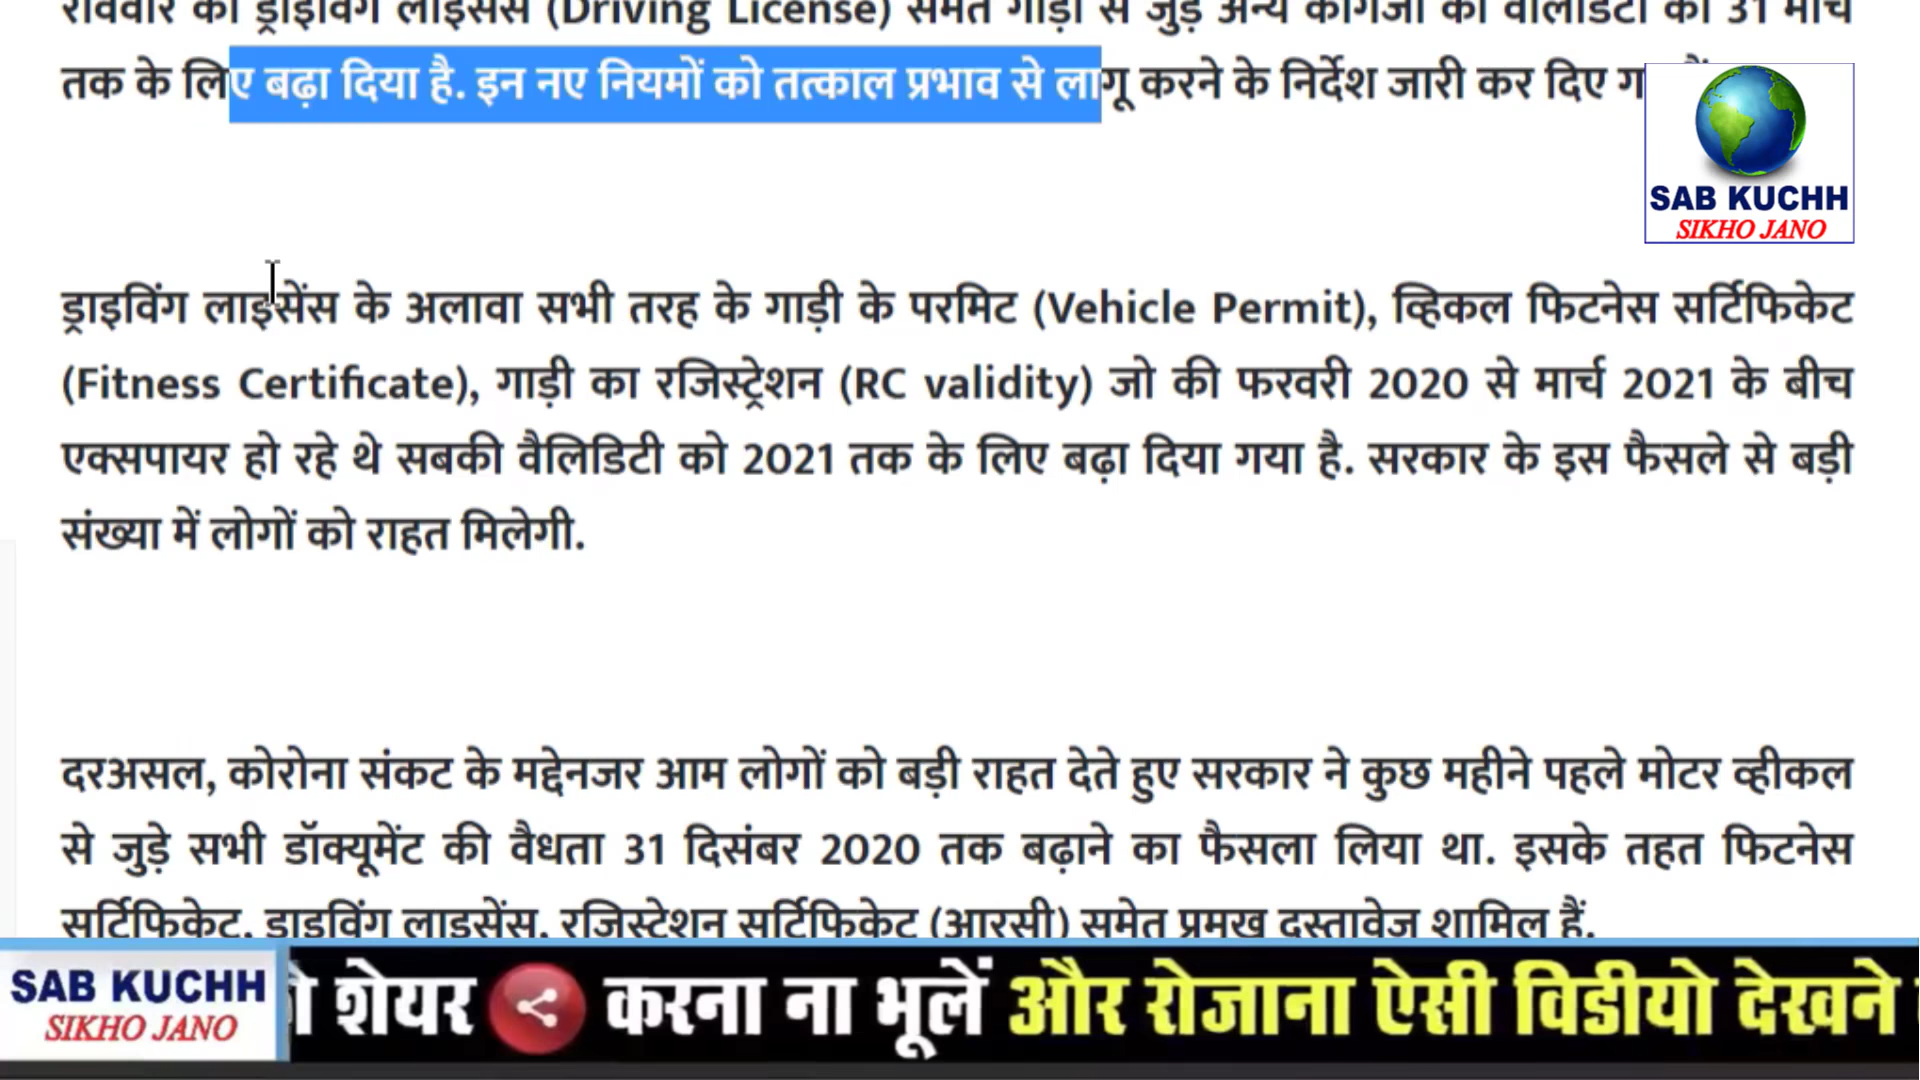 रविवार को ड्राइविंग लाइसेंस (Driving License) समेत गाड़ी से जुड़े अन्य कागजों की वैलिडिटी को 31 मार्च
तक के लिए बढ़ा दिया है. इन नए नियमों को तत्काल प्रभाव से लागू करने के निर्देश जारी कर दिए
SAB KUCHH
SIKHO JANO
ड्राइविंग लाइसेंस के अलावा सभी तरह के गाड़ी के परमिट (Vehicle Permit), व्हिकल फिटनेस सर्टिफिकेट
(Fitness Certificate), गाड़ी का रजिस्ट्रेशन (RC validity) जो की फरवरी 2020 से मार्च 2021 के बीच
एक्सपायर हो रहे थे सबकी वैलिडिटी को 2021 तक के लिए बढ़ा दिया गया है. सरकार के इस फैसले से बड़ी
संख्या में लोगों को राहत मिलेगी.
दरअसल, कोरोना संकट के मद्देनजर आम लोगों को बड़ी राहत देते हुए सरकार ने कुछ महीने पहले मोटर व्हीकल
से जुड़े सभी डॉक्यूमेंट की वैधता 31 दिसंबर 2020 तक बढ़ाने का फैसला लिया था. इसके तहत फिटनेस
सर्टिफिकेट, ड्राइविंग लाइसेंस, रजिस्ट्रेशन सर्टिफिकेट (आरसी) समेत प्रमुख दस्तावेज शामिल हैं.
SAB KUCHH
SIKHO JANO
शेयर करना ना भूलें और रोजाना ऐसी विडीयो देखने